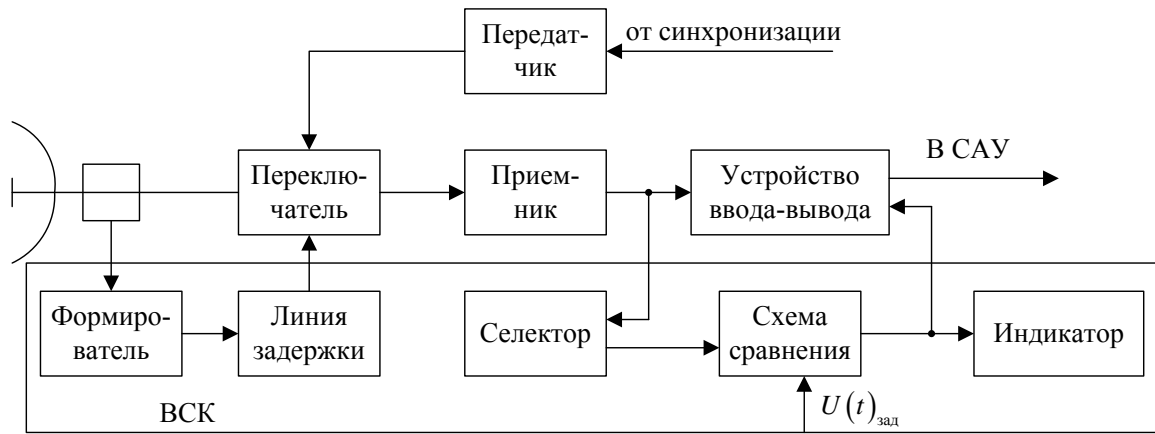 Передат-
чик
от синхронизации
Переклю-
чатель
Прием-
ник
Устройство
ввода-вывода
В САУ
Формиро-
ватель
Линия
задержки
Селектор
Схема
сравнения
Индикатор
ВСК
U(t)зад